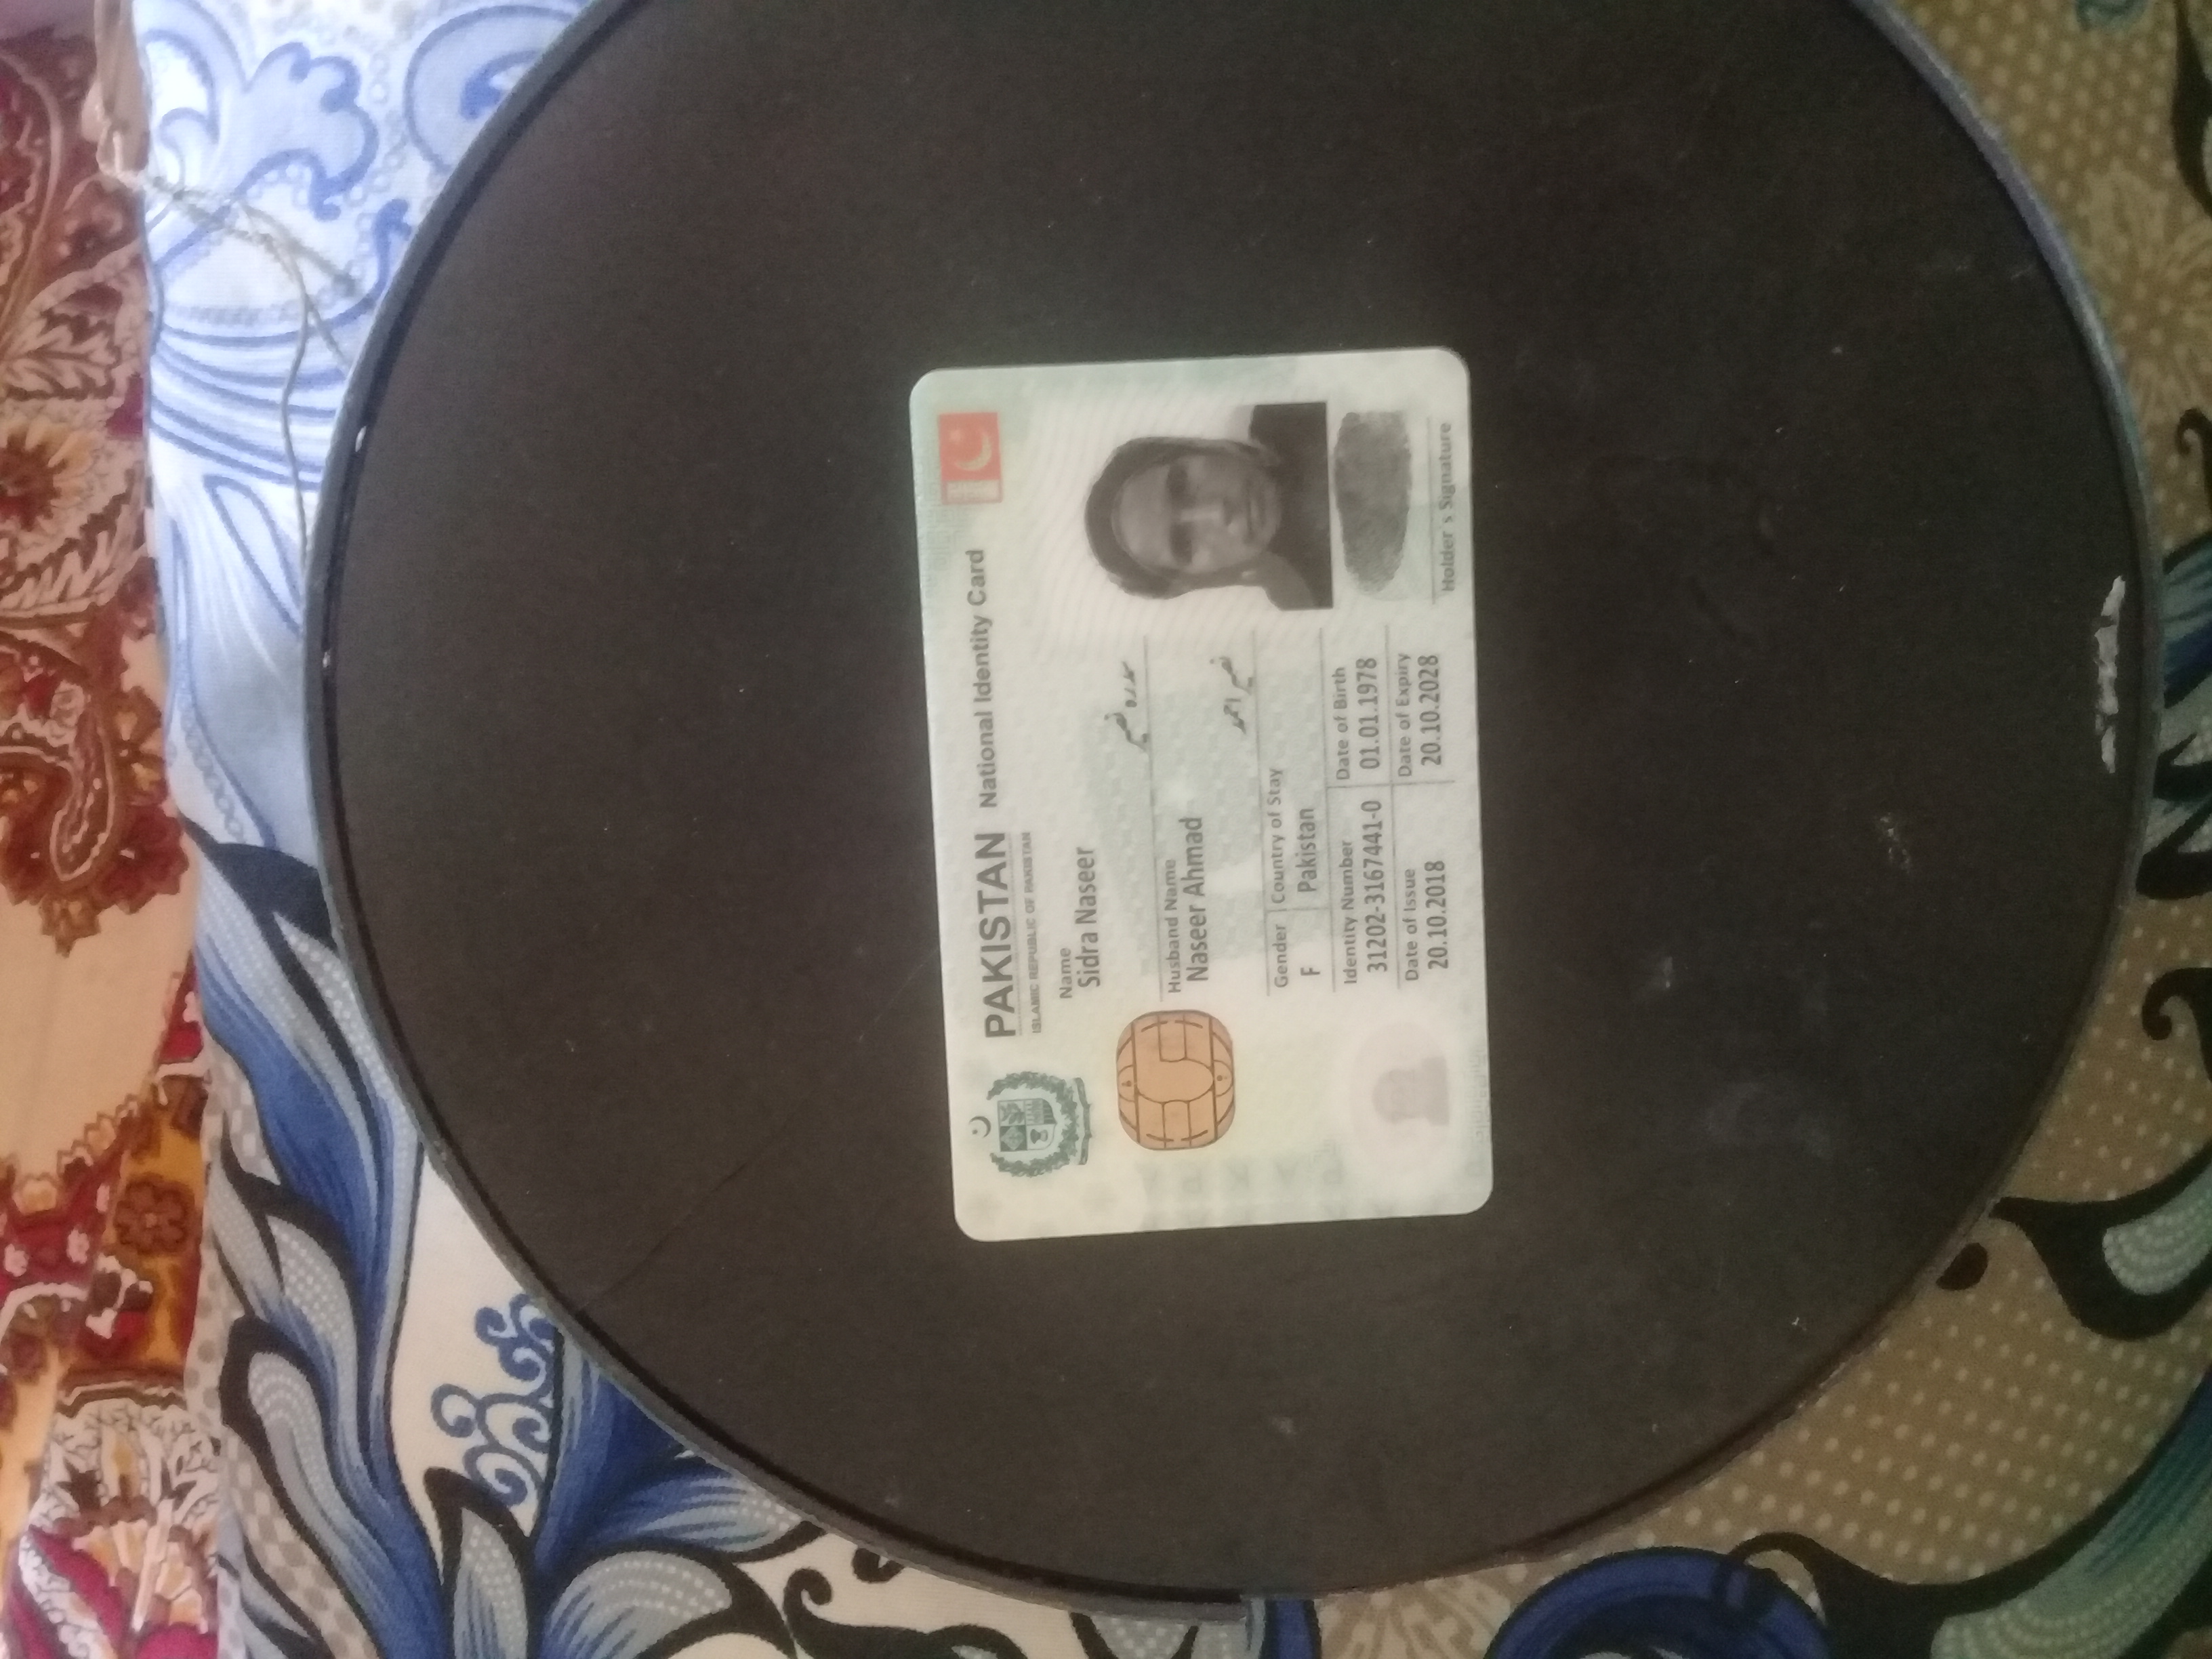 PAKISTAN National Identity Card
ISLAMIC REPUBLIC OF PAKISTAN
Name
Sidra Naseer
سدرہ نصیر
Husband Name
Naseer Ahmad
نصیر احمد
Gender Country of Stay
F Pakistan
Identity Number Date of Birth
31202-3167441-0 01.01.1978
Date of Issue Date of Expiry
20.10.2018 20.10.2028
Holder's Signature